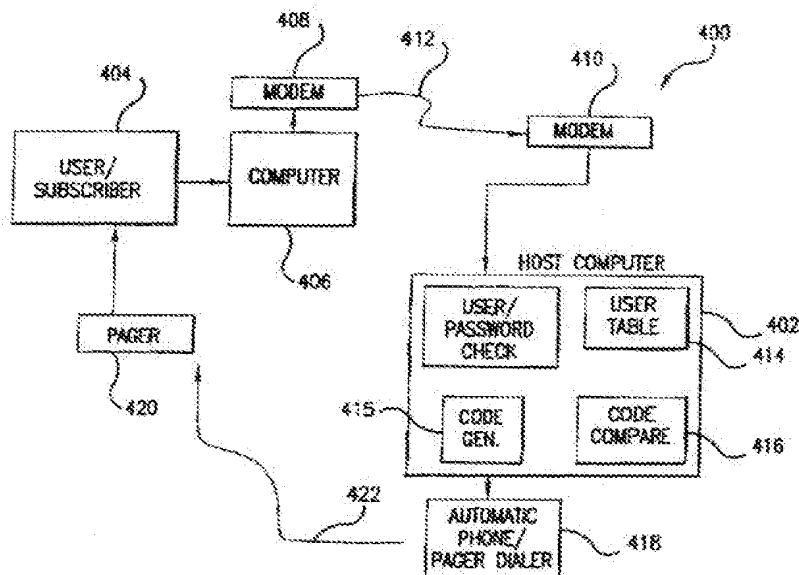 408
412
400
404
410
MODEM
MODEM
USER/
SUBSCRIBER
COMPUTER
406
HOST COMPUTER
USER/
PASSWORD
CHECK
USER
TABLE
402
414
PAGER
420
415
CODE
GEN.
CODE
COMPARE
416
422
AUTOMATIC
PHONE/
PAGER DIALER
418